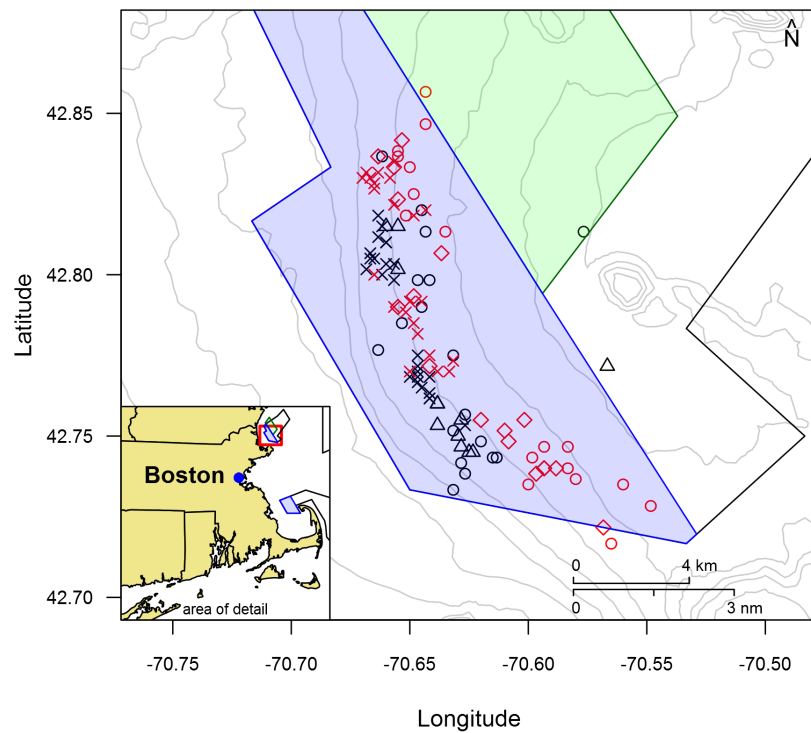 ^
N
42.85
Latitude
42.80
42.75
Boston
0 4 km
0 3 nm
42.70
area of detail
-70.75 -70.70 -70.65 -70.60 -70.55 -70.50
Longitude